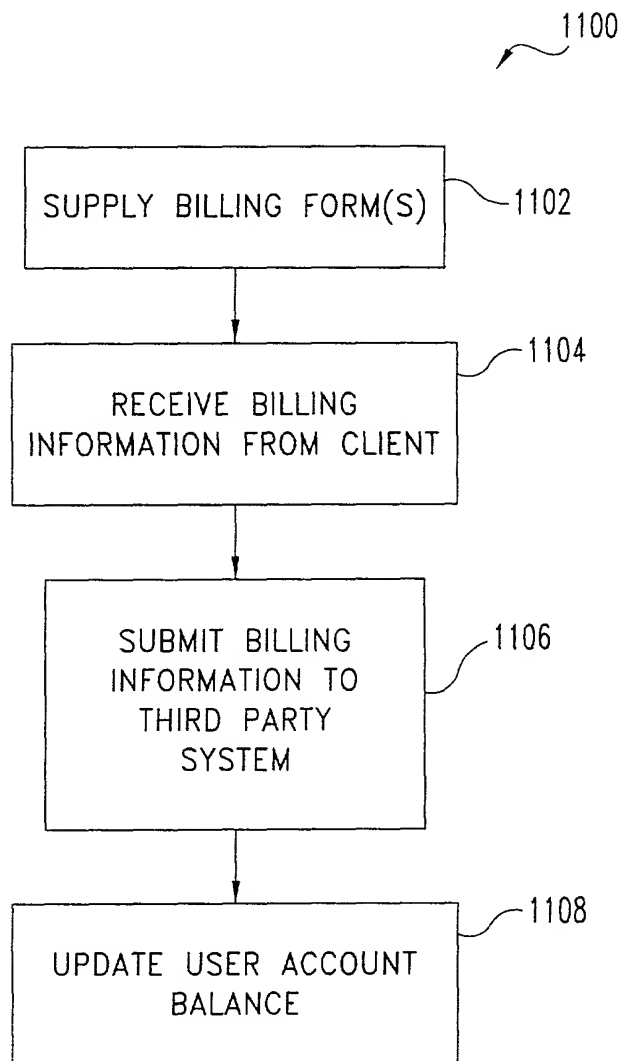 1100
SUPPLY BILLING FORM(S)
1102
1104
RECEIVE BILLING
INFORMATION FROM CLIENT
1106
SUBMIT BILLING
INFORMATION TO
THIRD PARTY
SYSTEM
1108
UPDATE USER ACCOUNT
BALANCE